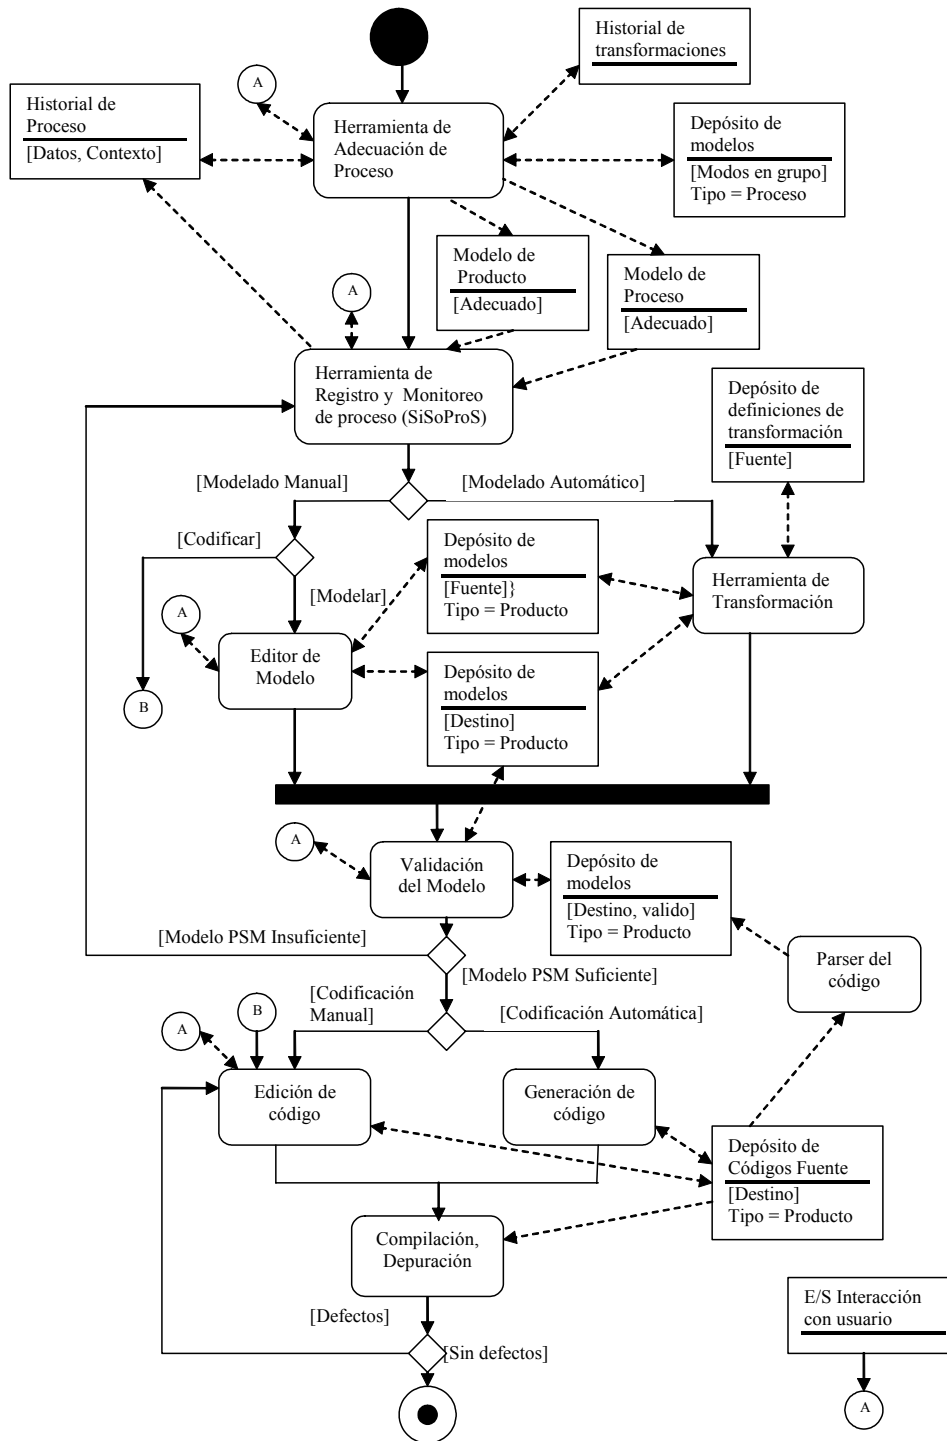 Historial de
transformaciones
A
Historial de
Proceso
[Datos, Contexto]
Herramienta de
Adecuación de
Proceso
Depósito de
modelos
[Modos en grupo]
Tipo = Proceso
Modelo de
Producto
[Adecuado]
Modelo de
Proceso
[Adecuado]
A
Herramienta de
Registro y Monitoreo
de proceso (SiSoProS)
Depósito de
definiciones de
transformación
[Fuente]
[Modelado Manual]
[Modelado Automático]
[Codificar]
[Modelar]
Depósito de
modelos
[Fuente]}
Tipo = Producto
Herramienta de
Transformación
A
Editor de
Modelo
B
Depósito de
modelos
[Destino]
Tipo = Producto
A
Validación
del Modelo
Depósito de
modelos
[Destino, valido]
Tipo = Producto
[Modelo PSM Insuficiente]
[Modelo PSM Suficiente]
Parser del
código
[Codificación
Manual]
[Codificación Automática]
A
B
Edición de
código
Generación de
código
Depósito de
Códigos Fuente
[Destino]
Tipo = Producto
Compilación,
Depuración
[Defectos]
[Sin defectos]
E/S Interacción
con usuario
A